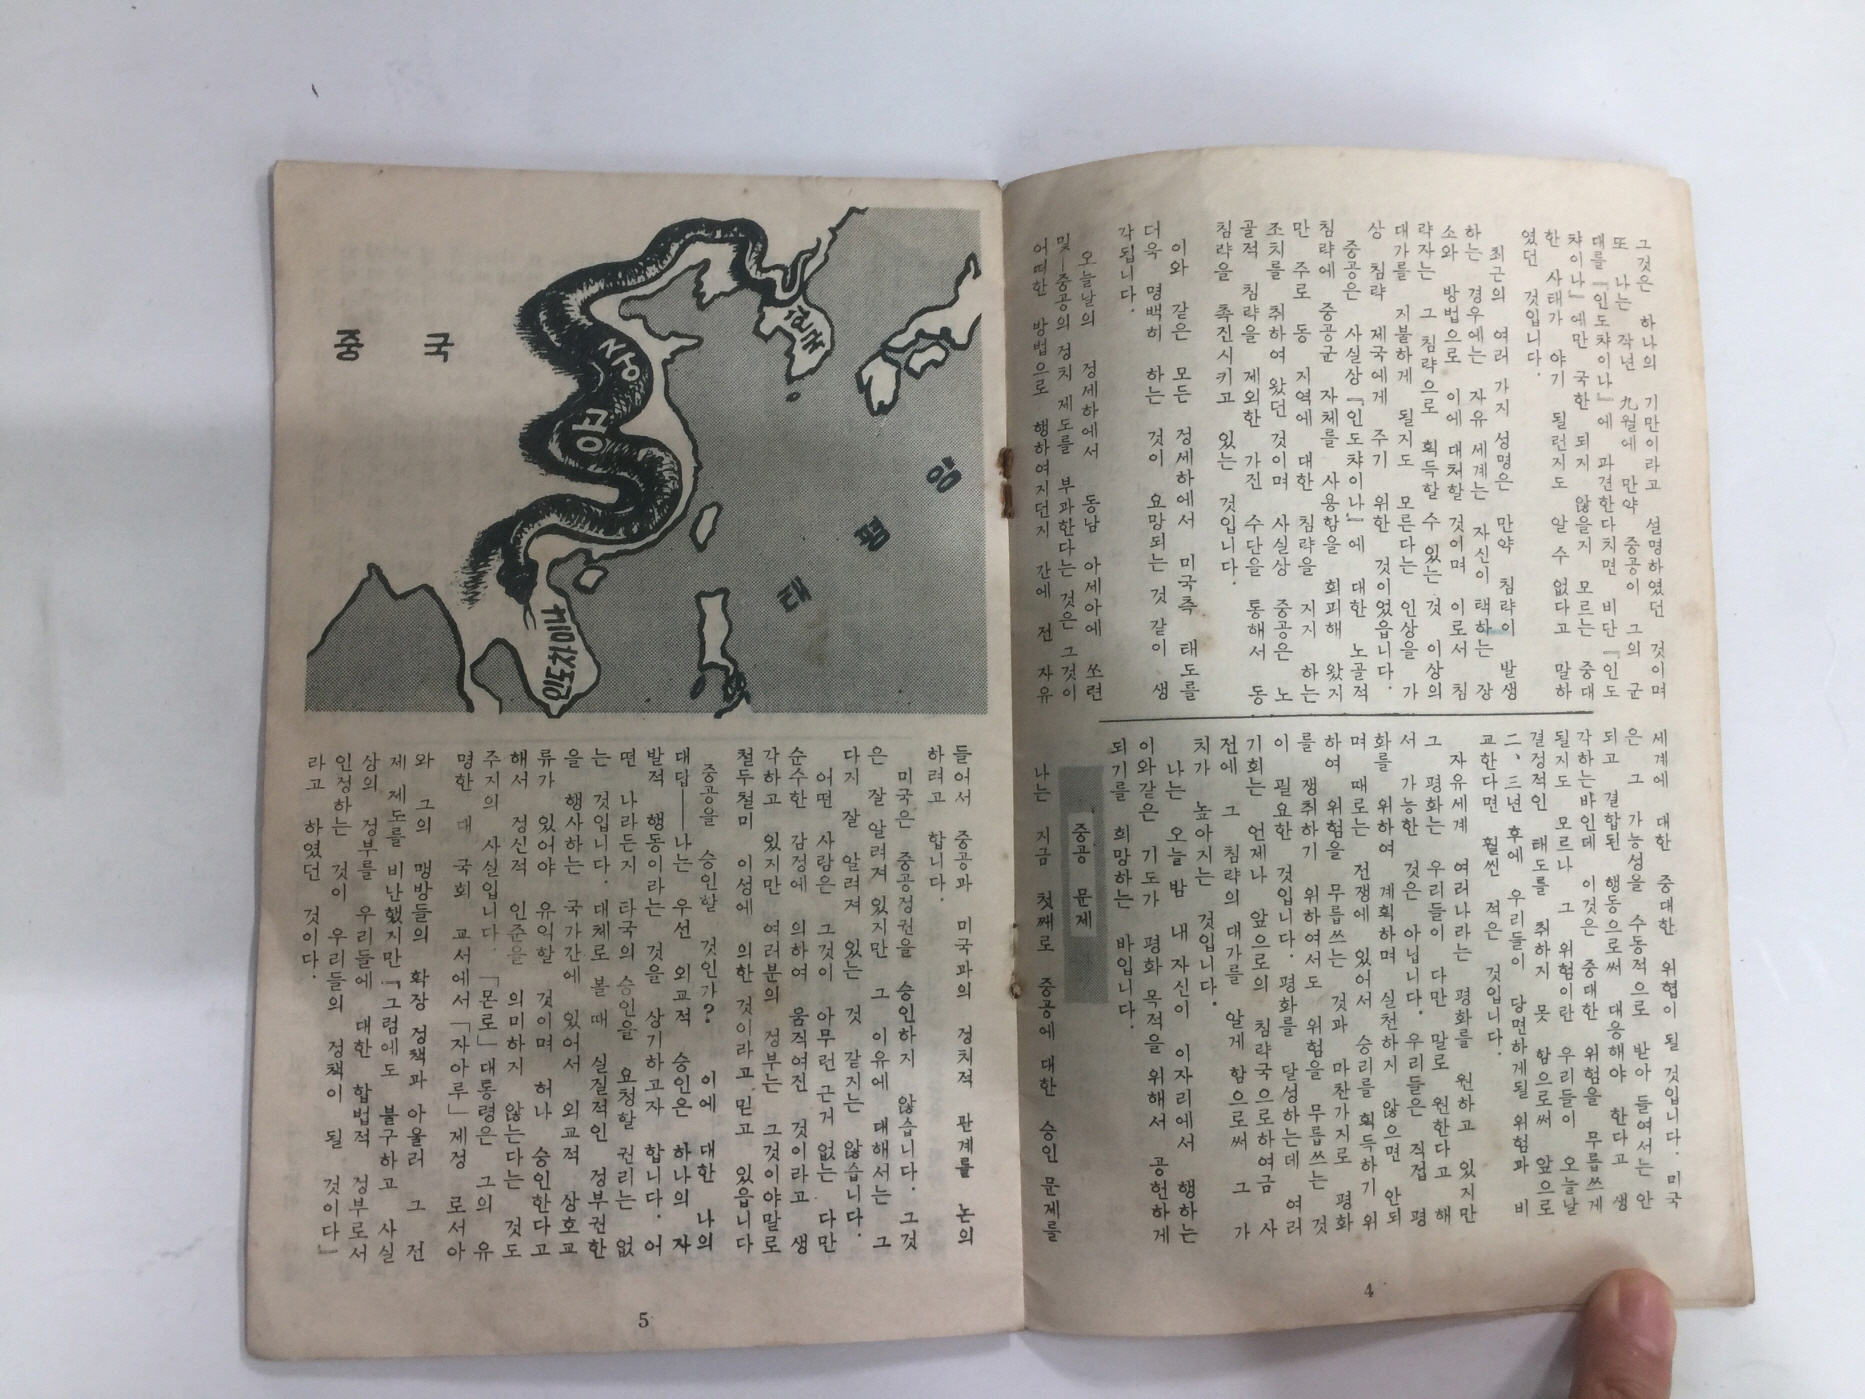 그것은 하나의 기만이라고 설명하였던 것이며
또 나는 작년 九월에 만약 중공이 그의 군
대를 『인도챠이나』에 파견한다치면 비단 『인도
챠이나』에만 국한 되지 않을지 모르는 중대
한 사태가 야기 될런지도 알 수 없다고 말하
였던 것입니다.
최근의 여러 가지 성명은 만약 침략이 발생
하는 경우에는 자유 세계는 자신이 택하는 장
소와 방법으로 이에 대처할 것이며 이로서 침
략자는 그 침략으로 획득할 수 있는 것 이상의
대가를 지불하게 될지도 모른다는 인상을 가
상 침략 제국에게 주기 위한 것이었읍니다.
중공은 사실상 『인도챠이나』에 대한 노골적
침략에 중공군 자체를 사용함을 회피해 왔지
만 주로 동 지역에 대한 침략을 지지 하는
조치를 취하여 왔던 것이며 사실상 중공은 노
골적 침략을 제외한 가진 수단을 통해서 동
침략을 촉진시키고 있는 것입니다.
이와 같은 모든 정세하에서 미국측 태도를
더욱 명백히 하는 것이 요망되는 것 같이 생
각됩니다.
오늘날의 정세하에서 동남 아세아에 쏘련
및—중공의 정치 제도를 부과한다는 것은 그것이
어떠한 방법으로 행하여지던지 간에 전 자유
세계에 대한 중대한 위협이 될 것입니다. 미국
은 그 가능성을 수동적으로 받아 들여서는 안
되고 결합된 행동으로써 대응해야 한다고 생
각하는바인데 이것은 중대한 위험을 무릅쓰게
될지도 모르나 그 위험이란 우리들이 오늘날
결정적인 태도를 취하지 못 함으로써 앞으로
二、三년 후에 우리들이 당면하게될 위험과 비
교한다면 훨씬 적은 것입니다.
자유세계 여러나라는 평화를 원하고 있지만
그 평화는 우리들이 다만 말로 원한다고 해
서 가능한 것은 아닙니다. 우리들은 직접 평
화를 위하여 계획하며 실천하지 않으면 안되
며 때로는 전쟁에 있어서 승리를 획득하기 위
하여 위험을 무릅쓰는 것과 마찬가지로 평화
를 쟁취하기 위하여서도 위험을 무릅쓰는 것
이 필요한 것입니다. 평화를 달성하는데 여러
기회는 언제나 앞으로의 침략국으로하여금 사
전에 그 침략의 대가를 알게 함으로써 그 가
치가 높아지는 것입니다.
나는 오늘밤 내 자신이 이자리에서 행하는
이와같은 기도가 평화 목적을 위해서 공헌하게
되기를 희망하는 바입니다.
중공 문제
나는 지금 첫째로 중공에 대한 승인 문제를
4
중국
중공
한국
인도차이나
태평양
들어서 중공과 미국과의 정치적 관계를 논의
하려고 합니다.
미국은 중공정권을 승인하지 않습니다. 그것
은 잘 알려져 있지만 그 이유에 대해서는 그
다지 잘 알려져 있는 것 같지는 않습니다.
어떤 사람은 그것이 아무런 근거 없는 다만
순수한 감정에 의하여 움직여진 것이라고 생
각하고 있지만 여러분의 정부는 그것이야말로
철두철미 이성에 의한 것이라고 믿고 있읍니다
중공을 승인할 것인가? 이에 대한 나의
대답——나는 우선 외교적 승인은 하나의 자
발적 행동이라는 것을 상기하고자 합니다. 어
떤 나라든지 타국의 승인을 요청할 권리는 없
는 것입니다. 대체로 볼 때 실질적인 정부권한
을 행사하는 국가간에 있어서 외교적 상호교
류가 있어야 유익할 것이며 허나 승인한다고
해서 정신적 인준을 의미하지 않는다는 것도
주지의 사실입니다. 「몬로」대통령은 그의 유
명한 대 국회 교서에서 「자아루」제정 로서아
와 그의 맹방들의 확장 정책과 아울러 그 전
제 제도를 비난했지만 『그럼에도 불구하고 사실
상의 정부를 우리들에 대한 합법적 정부로서
인정하는 것이 우리들의 정책이 될 것이다』
라고 하였던 것이다.
5